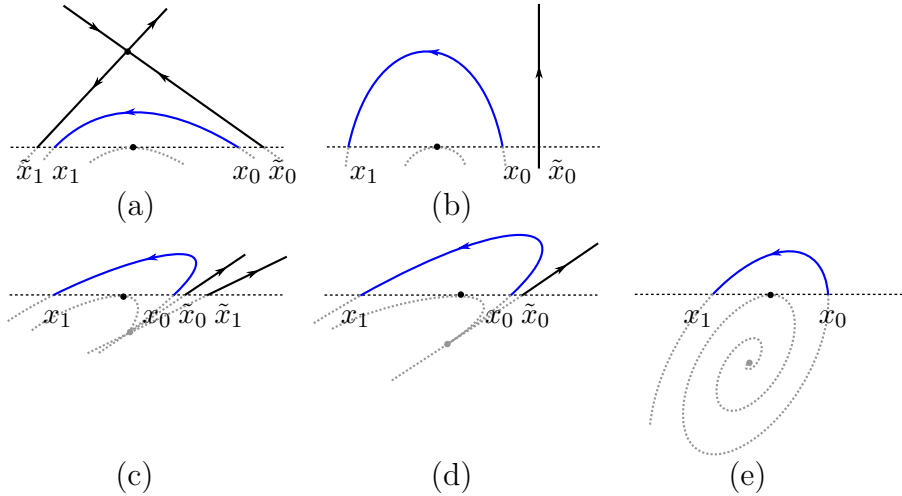 x̃₁ x₁ x₀ x̃₀
x₁ x₀ x̃₀
(a) (b)
x₁ x₀ x̃₀ x̃₁
x₁ x₀ x̃₀
x₁ x₀
(c) (d) (e)